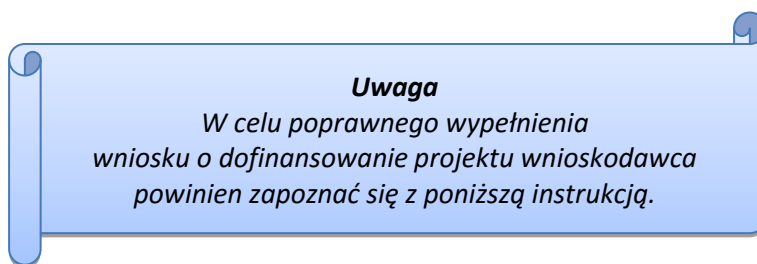 Uwaga
W celu poprawnego wypełnienia
wniosku o dofinansowanie projektu wnioskodawca
powinien zapoznać się z poniższą instrukcją.